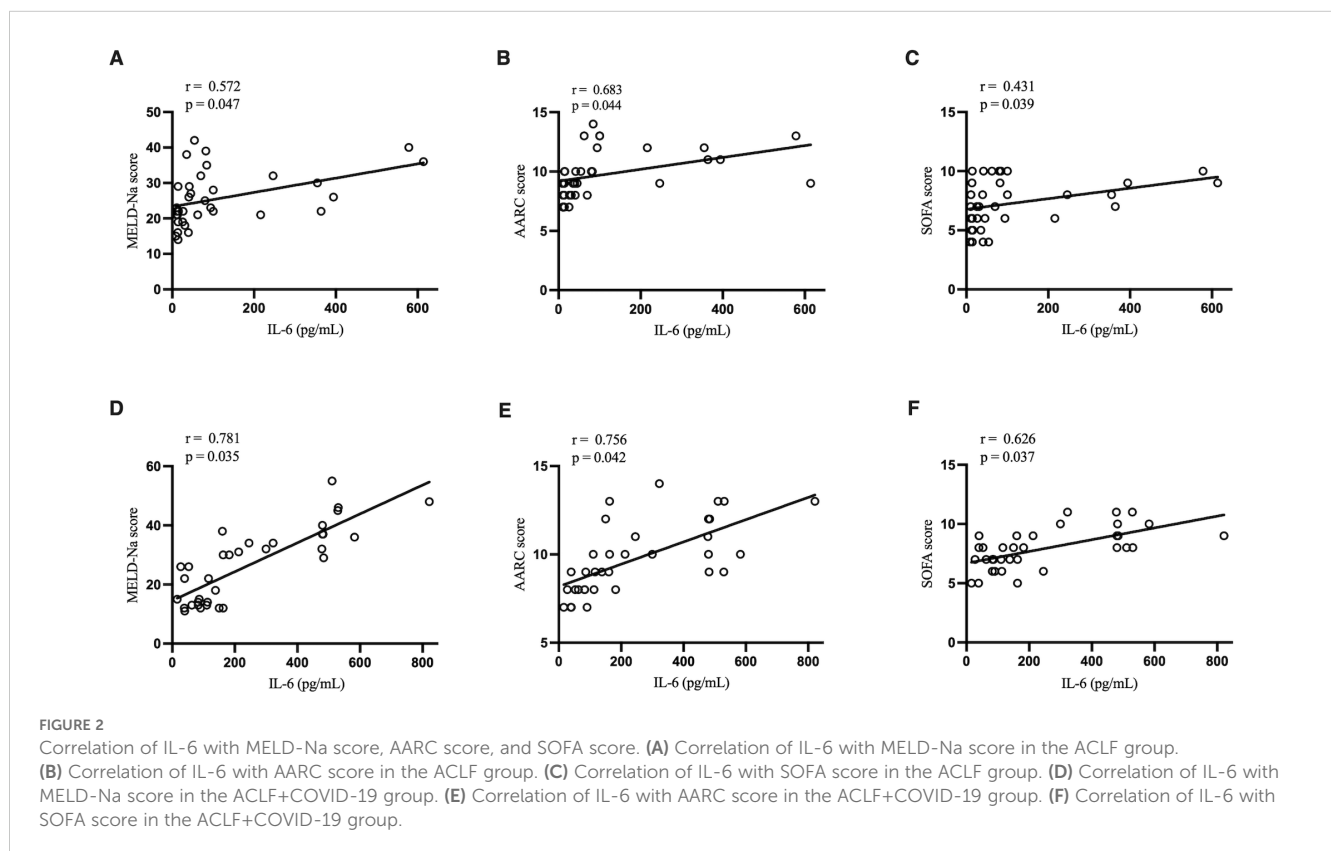 A
r = 0.572
p = 0.047
50
40
30
20
10
0
MELD-Na score
0 200 400 600
IL-6 (pg/mL)
B
r = 0.683
p = 0.044
15
10
5
0
AARC score
0 200 400 600
IL-6 (pg/mL)
C
r = 0.431
p = 0.039
15
10
5
0
SOFA score
0 200 400 600
IL-6 (pg/mL)
D
r = 0.781
p = 0.035
60
40
20
0
MELD-Na score
0 200 400 600 800
IL-6 (pg/mL)
E
r = 0.756
p = 0.042
15
10
5
AARC score
0 200 400 600 800
IL-6 (pg/mL)
F
r = 0.626
p = 0.037
15
10
5
0
SOFA score
0 200 400 600 800
IL-6 (pg/mL)
FIGURE 2
Correlation of IL-6 with MELD-Na score, AARC score, and SOFA score. (A) Correlation of IL-6 with MELD-Na score in the ACLF group.
(B) Correlation of IL-6 with AARC score in the ACLF group. (C) Correlation of IL-6 with SOFA score in the ACLF group. (D) Correlation of IL-6 with
MELD-Na score in the ACLF+COVID-19 group. (E) Correlation of IL-6 with AARC score in the ACLF+COVID-19 group. (F) Correlation of IL-6 with
SOFA score in the ACLF+COVID-19 group.